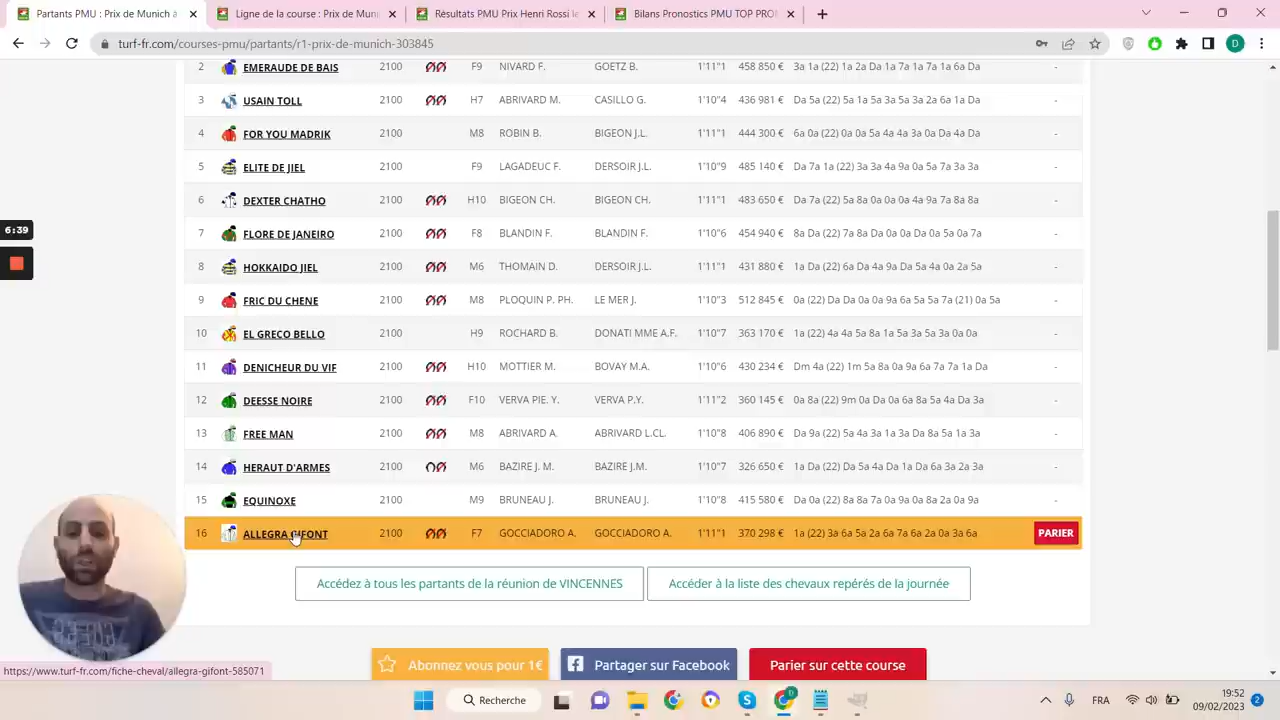 Partants PMU : Prix de Munich à
Ligne de la course : Prix de Muni
Résultats PMU Prix Henri Rossi le
Bilans Pronostics PMU TOP PRO
turf-fr.com/courses-pmu/partants/r1-prix-de-munich-303845
2 EMERAUDE DE BAIS 2100 F9 NIVARD F. GOETZ B. 1'11"1 458 850 € 3a 1a (22) 1a 2a Da 1a 7a 1a 7a 1a 6a Da -
3 USAIN TOLL 2100 H7 ABRIVARD M. CASILLO G. 1'10"4 436 981 € Da 5a (22) 5a 1a 5a 3a 5a 3a 2a 6a 1a Da -
4 FOR YOU MADRIK 2100 M8 ROBIN B. BIGEON J.L. 1'11"1 444 300 € 6a 0a (22) 0a 0a 5a 4a 4a 3a 0a Da 4a Da -
5 ELITE DE JIEL 2100 F9 LAGADEUC F. DERSOIR J.L. 1'10"9 485 140 € Da 7a 1a (22) 3a 3a 4a 9a 0a 5a 7a 3a 3a -
6 DEXTER CHATHO 2100 H10 BIGEON CH. BIGEON CH. 1'11"1 483 650 € Da 7a (22) 5a 8a 0a 0a 0a 4a 9a 7a 8a 8a -
7 FLORE DE JANEIRO 2100 F8 BLANDIN F. BLANDIN F. 1'10"6 454 940 € 8a Da (22) 7a 8a Da 0a 0a Da 0a 5a 0a 7a -
8 HOKKAIDO JIEL 2100 M6 THOMAIN D. DERSOIR J.L. 1'11"1 431 880 € 1a Da (22) 6a Da 4a 9a Da 5a 4a 0a 2a 5a -
9 FRIC DU CHENE 2100 M8 PLOQUIN P. PH. LE MER J. 1'10"3 512 845 € 0a (22) Da Da 0a 0a 9a 6a 5a 5a 7a (21) 0a 5a -
10 EL GRECO BELLO 2100 H9 ROCHARD B. DONATI MME A.F. 1'10"7 363 170 € 1a (22) 4a 4a 5a 8a 1a 5a 3a 5a 3a 0a 0a -
11 DENICHEUR DU VIF 2100 H10 MOTTIER M. BOVAY M.A. 1'10"6 430 234 € Dm 4a (22) 1m 5a 8a 0a 9a 6a 7a 7a 1a Da -
12 DEESSE NOIRE 2100 F10 VERVA PIE. Y. VERVA P.Y. 1'11"2 360 145 € 0a 8a (22) 9m 0a Da 0a 6a 8a 5a 4a Da 3a -
13 FREE MAN 2100 M8 ABRIVARD A. ABRIVARD L.CL. 1'10"8 406 890 € Da 9a (22) 5a 4a 3a 1a 3a Da 8a 5a 1a 3a -
14 HERAUT D'ARMES 2100 M6 BAZIRE J. M. BAZIRE J.M. 1'10"7 326 650 € 1a Da (22) Da 5a 4a Da 1a Da 6a 3a 2a 3a -
15 EQUINOXE 2100 M9 BRUNEAU J. BRUNEAU J. 1'10"8 415 580 € Da 0a (22) 8a 8a 7a 0a 9a 0a 8a 2a 0a 9a -
16 ALLEGRA GIFONT 2100 F7 GOCCIADORO A. GOCCIADORO A. 1'11"1 370 298 € 1a (22) 3a 6a 5a 2a 6a 7a 6a 2a 0a 3a 6a PARIER
6:39
Accédez à tous les partants de la réunion de VINCENNES
Accéder à la liste des chevaux repérés de la journée
Abonnez vous pour 1€
Partager sur Facebook
Parier sur cette course
https://www.turf-fr.com/fiche-cheval/allegra-gifont-585071
Recherche
FRA
19:52
09/02/2023
2